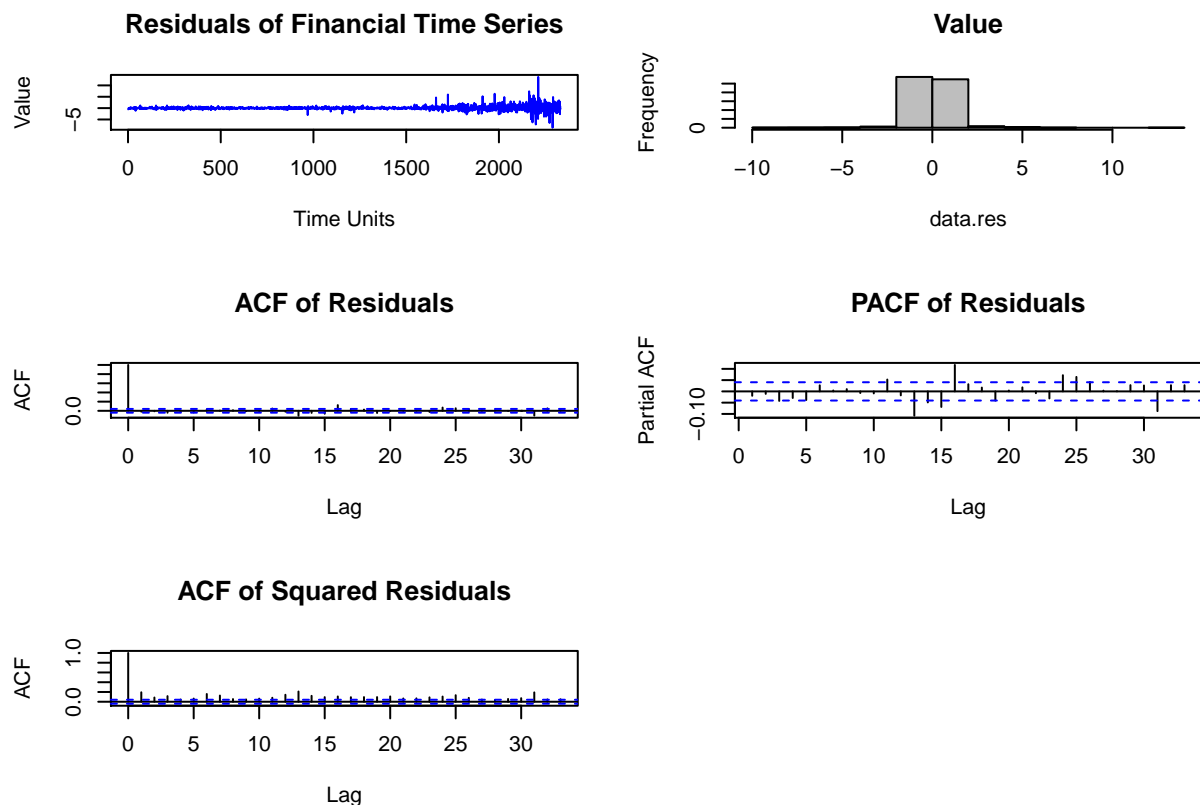 Residuals of Financial Time Series
Value
−5
0 500 1000 1500 2000
Time Units
Value
Frequency
0
−10 −5 0 5 10
data.res
ACF of Residuals
ACF
0.0
0 5 10 15 20 25 30
Lag
PACF of Residuals
Partial ACF
−0.10
0 5 10 15 20 25 30
Lag
ACF of Squared Residuals
ACF
0.0 1.0
0 5 10 15 20 25 30
Lag